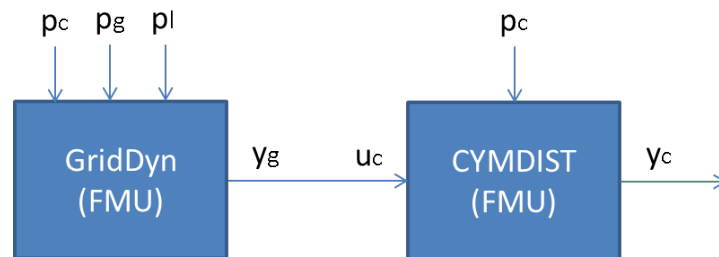 pc pg pl pc
GridDyn
(FMU)
yg uc
CYMDIST
(FMU)
yc